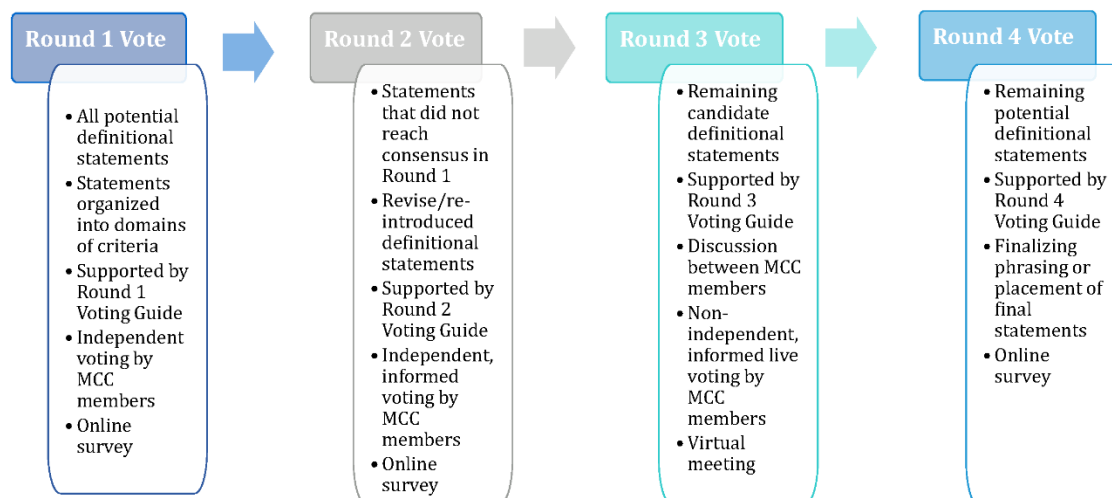 Round 1 Vote
• All potential
definitional
statements
• Statements
organized
into domains
of criteria
• Supported by
Round 1
Voting Guide
• Independent
voting by
MCC
members
• Online
survey
Round 2 Vote
• Statements
that did not
reach
consensus in
Round 1
• Revise/re-
introduced
definitional
statements
• Supported by
Round 2
Voting Guide
• Independent,
informed
voting by
MCC
members
• Online
survey
Round 3 Vote
• Remaining
candidate
definitional
statements
• Supported by
Round 3
Voting Guide
• Discussion
between MCC
members
• Non-
independent,
informed live
voting by
MCC
members
• Virtual
meeting
Round 4 Vote
• Remaining
potential
definitional
statements
• Supported by
Round 4
Voting Guide
• Finalizing
phrasing or
placement of
final
statements
• Online
survey